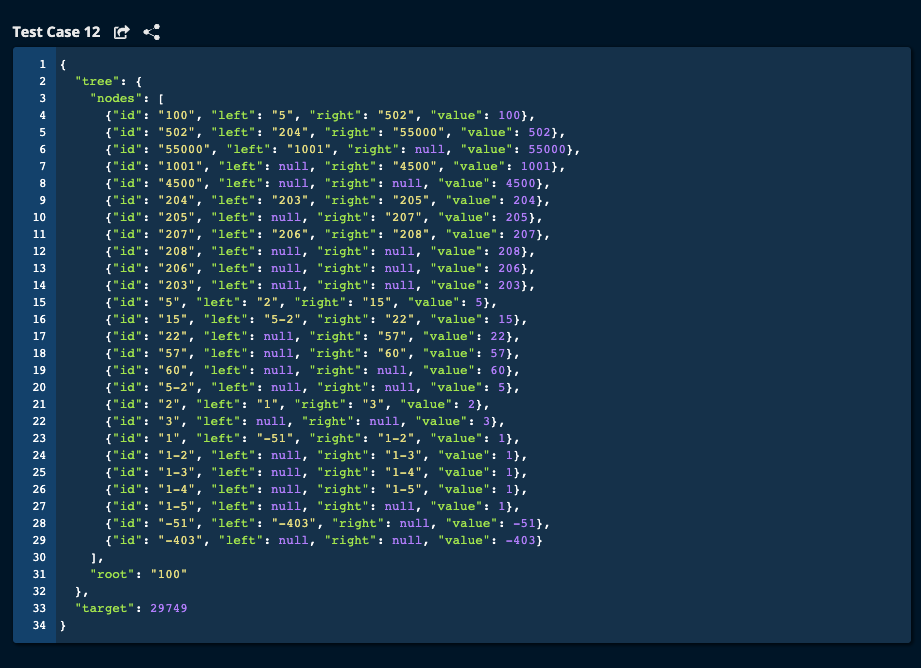 Test Case 12
1 {
2   "tree": {
3     "nodes": [
4       {"id": "100", "left": "5", "right": "502", "value": 100},
5       {"id": "502", "left": "204", "right": "55000", "value": 502},
6       {"id": "55000", "left": "1001", "right": null, "value": 55000},
7       {"id": "1001", "left": null, "right": "4500", "value": 1001},
8       {"id": "4500", "left": null, "right": null, "value": 4500},
9       {"id": "204", "left": "203", "right": "205", "value": 204},
10       {"id": "205", "left": null, "right": "207", "value": 205},
11       {"id": "207", "left": "206", "right": "208", "value": 207},
12       {"id": "208", "left": null, "right": null, "value": 208},
13       {"id": "206", "left": null, "right": null, "value": 206},
14       {"id": "203", "left": null, "right": null, "value": 203},
15       {"id": "5", "left": "2", "right": "15", "value": 5},
16       {"id": "15", "left": "5-2", "right": "22", "value": 15},
17       {"id": "22", "left": null, "right": "57", "value": 22},
18       {"id": "57", "left": null, "right": "60", "value": 57},
19       {"id": "60", "left": null, "right": null, "value": 60},
20       {"id": "5-2", "left": null, "right": null, "value": 5},
21       {"id": "2", "left": "1", "right": "3", "value": 2},
22       {"id": "3", "left": null, "right": null, "value": 3},
23       {"id": "1", "left": "-51", "right": "1-2", "value": 1},
24       {"id": "1-2", "left": null, "right": "1-3", "value": 1},
25       {"id": "1-3", "left": null, "right": "1-4", "value": 1},
26       {"id": "1-4", "left": null, "right": "1-5", "value": 1},
27       {"id": "1-5", "left": null, "right": null, "value": 1},
28       {"id": "-51", "left": "-403", "right": null, "value": -51},
29       {"id": "-403", "left": null, "right": null, "value": -403}
30     ],
31     "root": "100"
32   },
33   "target": 29749
34 }